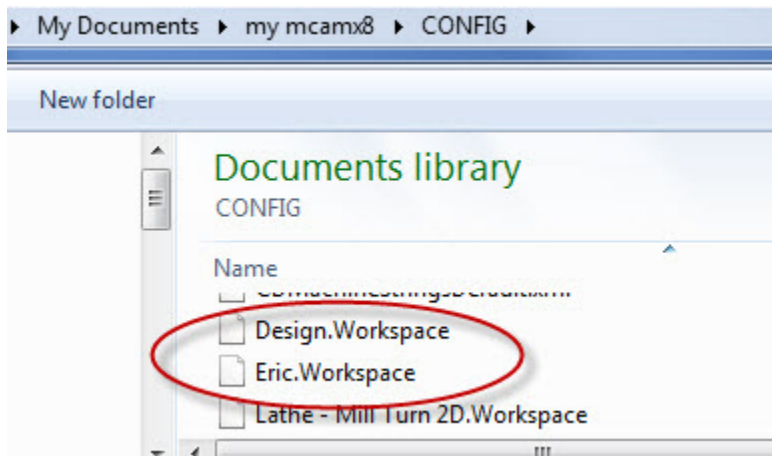 My Documents ▸ my mcamx8 ▸ CONFIG ▸
New folder
Documents library
CONFIG
Name
Design.Workspace
Eric.Workspace
Lathe - Mill Turn 2D.Workspace